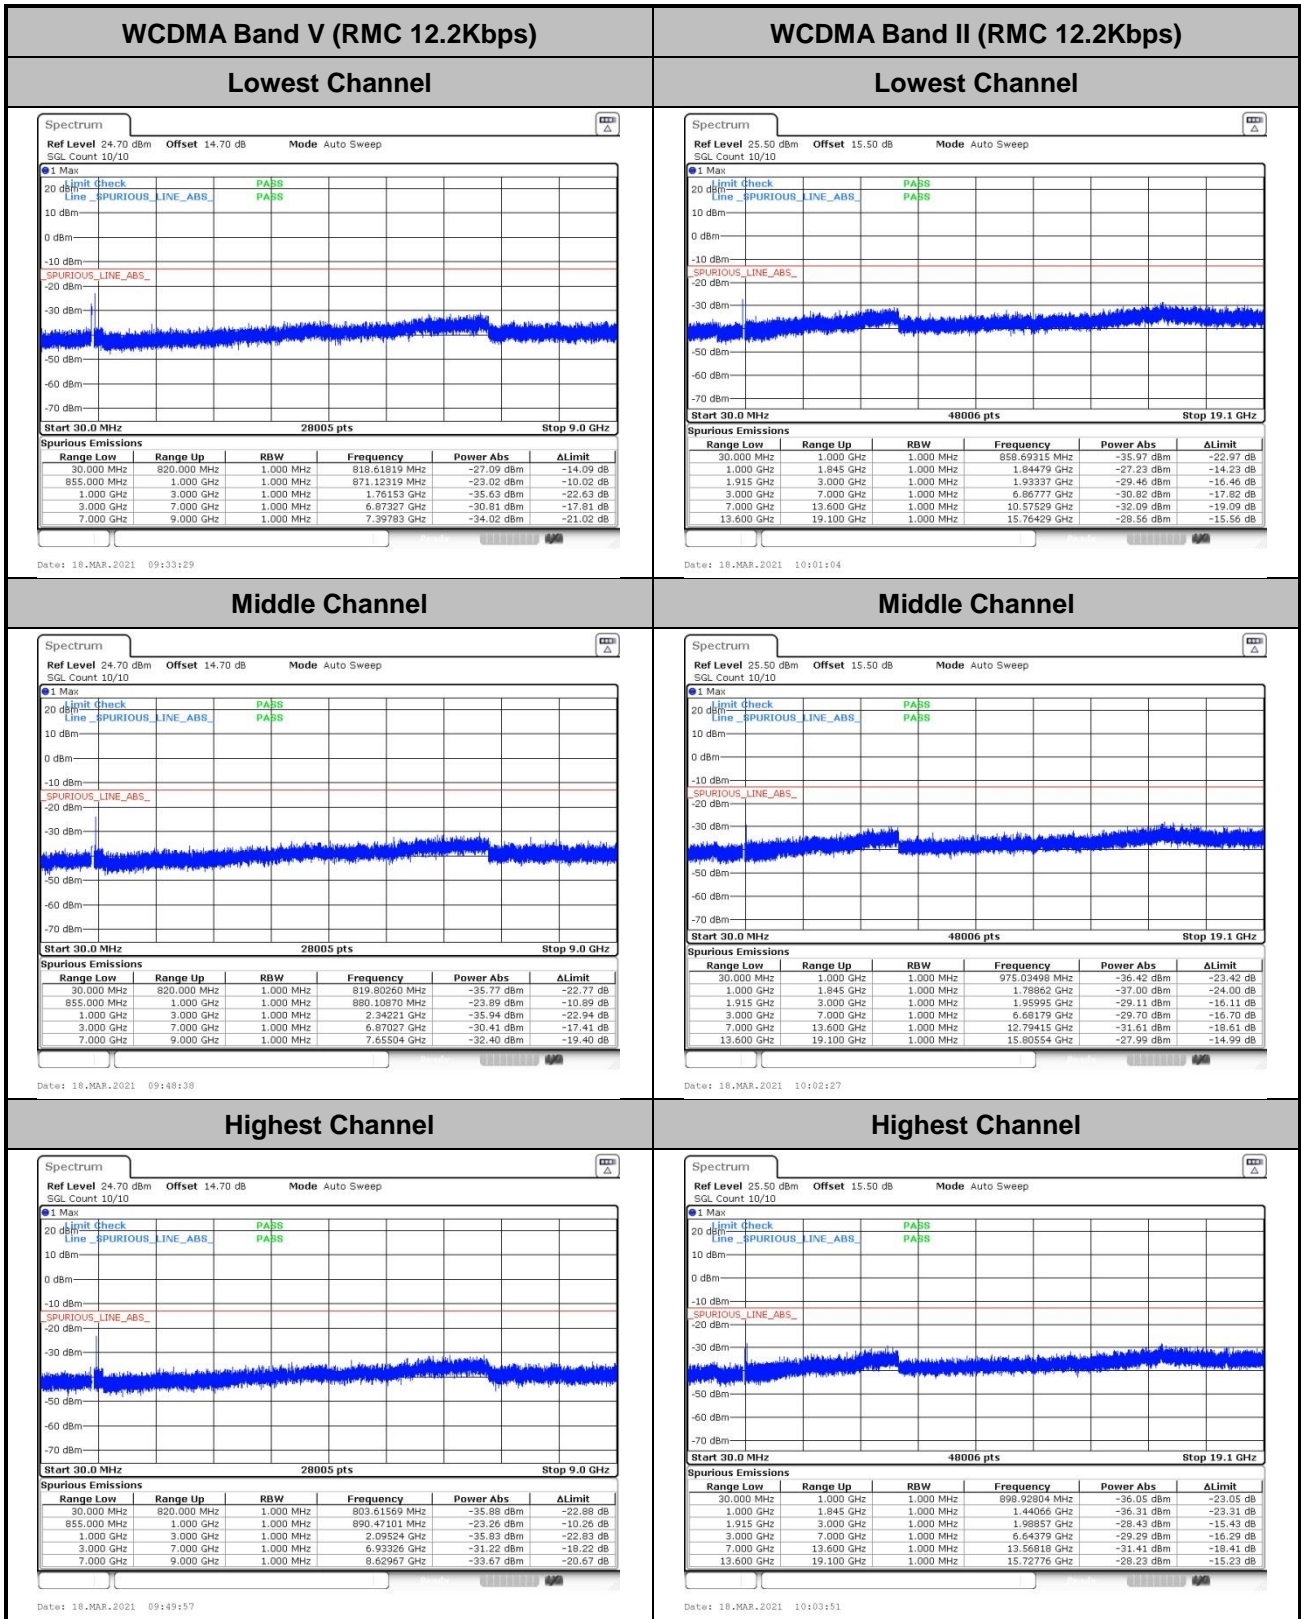 WCDMA Band V (RMC 12.2Kbps)
WCDMA Band II (RMC 12.2Kbps)
Lowest Channel
Lowest Channel
Spectrum
Ref Level 24.70 dBm Offset 14.70 dB Mode Auto Sweep
SGL Count 10/10
1 Max
Limit Check PASS
20 dBm
Line _SPURIOUS_LINE_ABS_ PASS
10 dBm
0 dBm
-10 dBm
_SPURIOUS_LINE_ABS_
-20 dBm
-30 dBm
-50 dBm
-60 dBm
-70 dBm
Start 30.0 MHz 28005 pts Stop 9.0 GHz
Spurious Emissions
Range Low Range Up RBW Frequency Power Abs ΔLimit
30.000 MHz 820.000 MHz 1.000 MHz 818.61819 MHz -27.09 dBm -14.09 dB
855.000 MHz 1.000 GHz 1.000 MHz 871.12319 MHz -23.02 dBm -10.02 dB
1.000 GHz 3.000 GHz 1.000 MHz 1.76153 GHz -35.63 dBm -22.63 dB
3.000 GHz 7.000 GHz 1.000 MHz 6.87327 GHz -30.81 dBm -17.81 dB
7.000 GHz 9.000 GHz 1.000 MHz 7.39783 GHz -34.02 dBm -21.02 dB
Date: 18.MAR.2021 09:33:29
Spectrum
Ref Level 25.50 dBm Offset 15.50 dB Mode Auto Sweep
SGL Count 10/10
1 Max
Limit Check PASS
20 dBm
Line _SPURIOUS_LINE_ABS_ PASS
10 dBm
0 dBm
-10 dBm
_SPURIOUS_LINE_ABS_
-20 dBm
-30 dBm
-50 dBm
-60 dBm
-70 dBm
Start 30.0 MHz 48006 pts Stop 19.1 GHz
Spurious Emissions
Range Low Range Up RBW Frequency Power Abs ΔLimit
30.000 MHz 1.000 GHz 1.000 MHz 858.69315 MHz -35.97 dBm -22.97 dB
1.000 GHz 1.845 GHz 1.000 MHz 1.84479 GHz -27.23 dBm -14.23 dB
1.915 GHz 3.000 GHz 1.000 MHz 1.93337 GHz -29.46 dBm -16.46 dB
3.000 GHz 7.000 GHz 1.000 MHz 6.86777 GHz -30.82 dBm -17.82 dB
7.000 GHz 13.600 GHz 1.000 MHz 10.57529 GHz -32.09 dBm -19.09 dB
13.600 GHz 19.100 GHz 1.000 MHz 15.76429 GHz -28.56 dBm -15.56 dB
Date: 18.MAR.2021 10:01:04
Middle Channel
Middle Channel
Spectrum
Ref Level 24.70 dBm Offset 14.70 dB Mode Auto Sweep
SGL Count 10/10
1 Max
Limit Check PASS
20 dBm
Line _SPURIOUS_LINE_ABS_ PASS
10 dBm
0 dBm
-10 dBm
_SPURIOUS_LINE_ABS_
-20 dBm
-30 dBm
-50 dBm
-60 dBm
-70 dBm
Start 30.0 MHz 28005 pts Stop 9.0 GHz
Spurious Emissions
Range Low Range Up RBW Frequency Power Abs ΔLimit
30.000 MHz 820.000 MHz 1.000 MHz 819.80260 MHz -35.77 dBm -22.77 dB
855.000 MHz 1.000 GHz 1.000 MHz 880.10870 MHz -23.89 dBm -10.89 dB
1.000 GHz 3.000 GHz 1.000 MHz 2.34221 GHz -35.94 dBm -22.94 dB
3.000 GHz 7.000 GHz 1.000 MHz 6.87027 GHz -30.41 dBm -17.41 dB
7.000 GHz 9.000 GHz 1.000 MHz 7.65504 GHz -32.40 dBm -19.40 dB
Date: 18.MAR.2021 09:48:38
Spectrum
Ref Level 25.50 dBm Offset 15.50 dB Mode Auto Sweep
SGL Count 10/10
1 Max
Limit Check PASS
20 dBm
Line _SPURIOUS_LINE_ABS_ PASS
10 dBm
0 dBm
-10 dBm
_SPURIOUS_LINE_ABS_
-20 dBm
-30 dBm
-50 dBm
-60 dBm
-70 dBm
Start 30.0 MHz 48006 pts Stop 19.1 GHz
Spurious Emissions
Range Low Range Up RBW Frequency Power Abs ΔLimit
30.000 MHz 1.000 GHz 1.000 MHz 975.03498 MHz -36.42 dBm -23.42 dB
1.000 GHz 1.845 GHz 1.000 MHz 1.78862 GHz -37.00 dBm -24.00 dB
1.915 GHz 3.000 GHz 1.000 MHz 1.95995 GHz -29.11 dBm -16.11 dB
3.000 GHz 7.000 GHz 1.000 MHz 6.68179 GHz -29.70 dBm -16.70 dB
7.000 GHz 13.600 GHz 1.000 MHz 12.79415 GHz -31.61 dBm -18.61 dB
13.600 GHz 19.100 GHz 1.000 MHz 15.80554 GHz -27.99 dBm -14.99 dB
Date: 18.MAR.2021 10:02:27
Highest Channel
Highest Channel
Spectrum
Ref Level 24.70 dBm Offset 14.70 dB Mode Auto Sweep
SGL Count 10/10
1 Max
Limit Check PASS
20 dBm
Line _SPURIOUS_LINE_ABS_ PASS
10 dBm
0 dBm
-10 dBm
_SPURIOUS_LINE_ABS_
-20 dBm
-30 dBm
-50 dBm
-60 dBm
-70 dBm
Start 30.0 MHz 28005 pts Stop 9.0 GHz
Spurious Emissions
Range Low Range Up RBW Frequency Power Abs ΔLimit
30.000 MHz 820.000 MHz 1.000 MHz 803.61569 MHz -35.88 dBm -22.88 dB
855.000 MHz 1.000 GHz 1.000 MHz 890.47101 MHz -23.26 dBm -10.26 dB
1.000 GHz 3.000 GHz 1.000 MHz 2.09524 GHz -35.83 dBm -22.83 dB
3.000 GHz 7.000 GHz 1.000 MHz 6.93326 GHz -31.22 dBm -18.22 dB
7.000 GHz 9.000 GHz 1.000 MHz 8.62967 GHz -33.67 dBm -20.67 dB
Date: 18.MAR.2021 09:49:57
Spectrum
Ref Level 25.50 dBm Offset 15.50 dB Mode Auto Sweep
SGL Count 10/10
1 Max
Limit Check PASS
20 dBm
Line _SPURIOUS_LINE_ABS_ PASS
10 dBm
0 dBm
-10 dBm
_SPURIOUS_LINE_ABS_
-20 dBm
-30 dBm
-50 dBm
-60 dBm
-70 dBm
Start 30.0 MHz 48006 pts Stop 19.1 GHz
Spurious Emissions
Range Low Range Up RBW Frequency Power Abs ΔLimit
30.000 MHz 1.000 GHz 1.000 MHz 898.92804 MHz -36.05 dBm -23.05 dB
1.000 GHz 1.845 GHz 1.000 MHz 1.44066 GHz -36.31 dBm -23.31 dB
1.915 GHz 3.000 GHz 1.000 MHz 1.98857 GHz -28.43 dBm -15.43 dB
3.000 GHz 7.000 GHz 1.000 MHz 6.64379 GHz -29.29 dBm -16.29 dB
7.000 GHz 13.600 GHz 1.000 MHz 13.56818 GHz -31.41 dBm -18.41 dB
13.600 GHz 19.100 GHz 1.000 MHz 15.72776 GHz -28.23 dBm -15.23 dB
Date: 18.MAR.2021 10:03:51